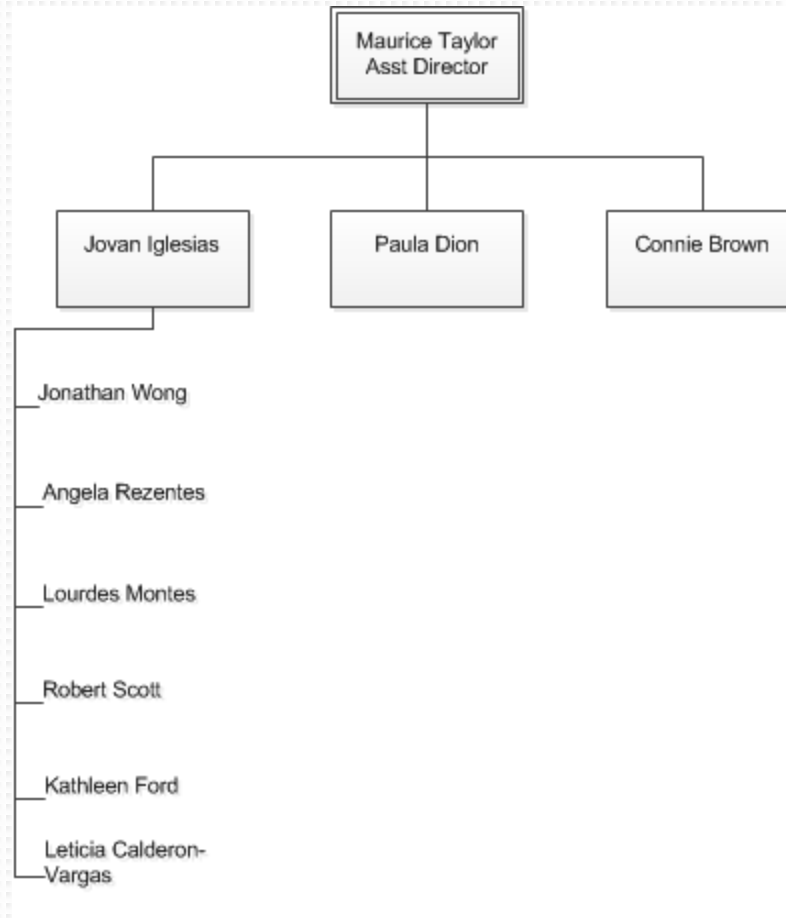 Maurice Taylor
Asst Director
Jovan Iglesias
Paula Dion
Connie Brown
Jonathan Wong
Angela Rezentes
Lourdes Montes
Robert Scott
Kathleen Ford
Leticia Calderon-
Vargas